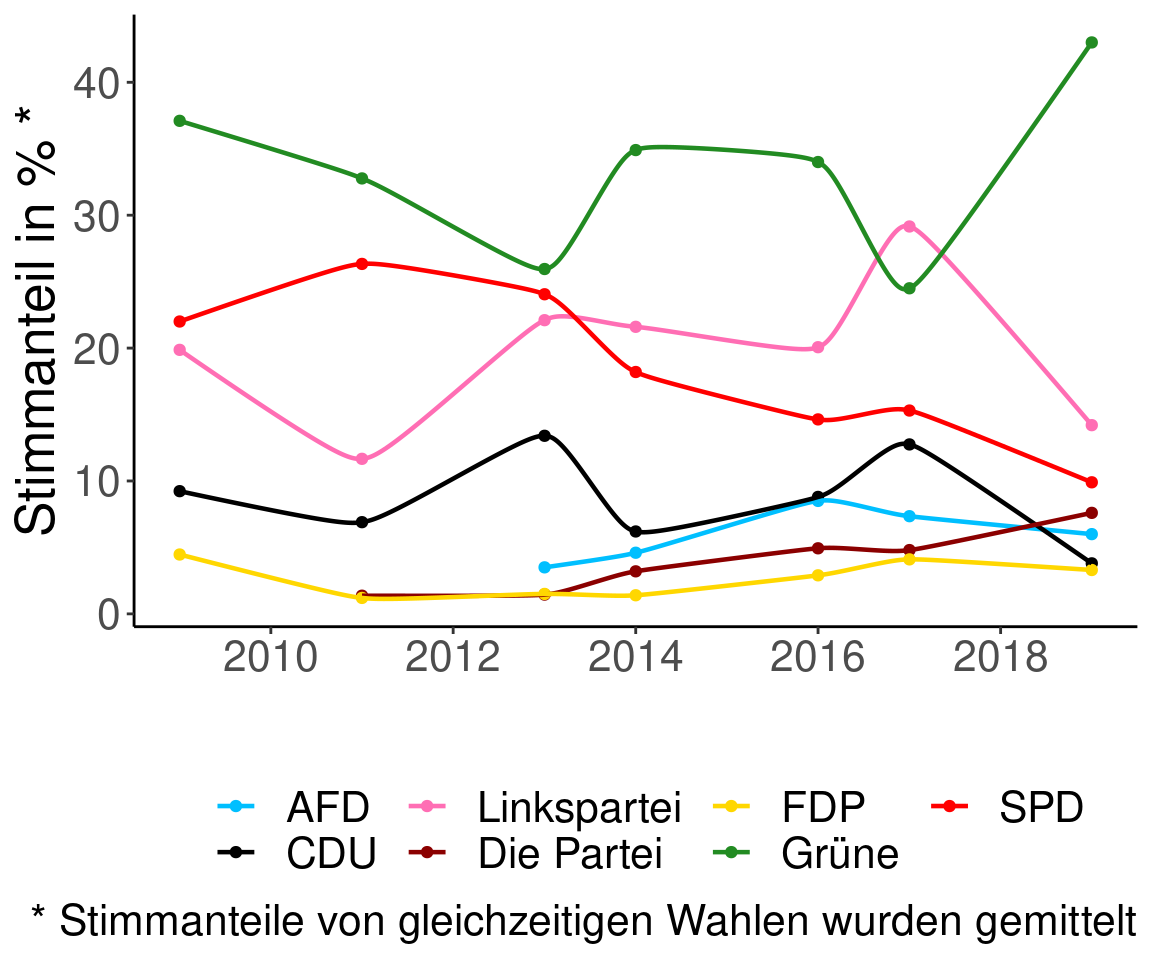 Stimmanteil in % *
40
30
20
10
0
2010 2012 2014 2016 2018
AFD Linkspartei FDP SPD
CDU Die Partei Grüne
* Stimmanteile von gleichzeitigen Wahlen wurden gemittelt